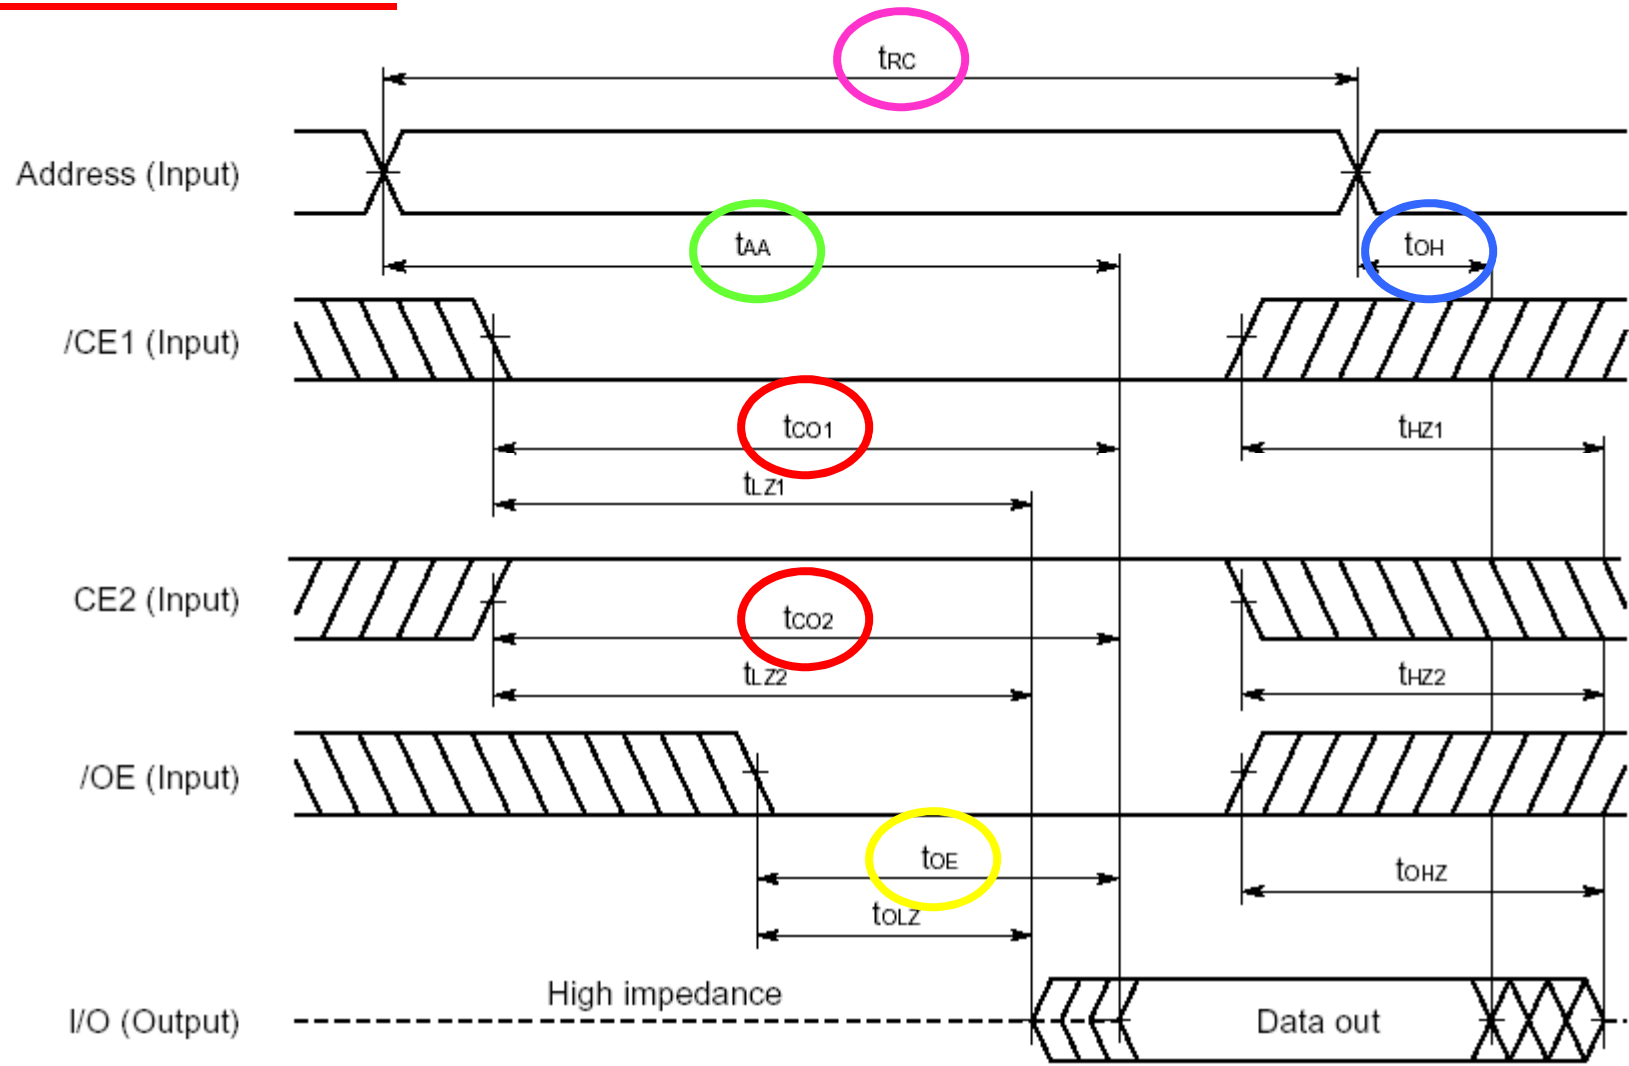 tRC
Address (Input)
tAA
tOH
/CE1 (Input)
tCO1
tHZ1
tLZ1
CE2 (Input)
tCO2
tLZ2
tHZ2
/OE (Input)
tOE
tOHZ
tOLZ
High impedance
I/O (Output)
Data out